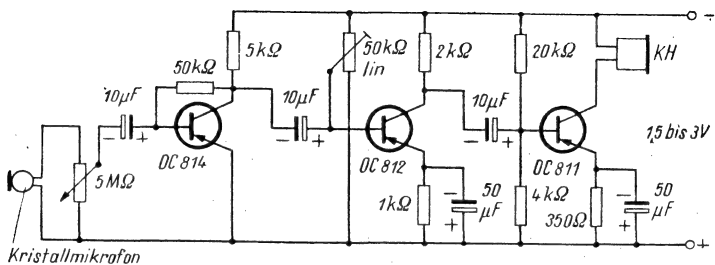 −
5kΩ
50kΩ
lin
2kΩ
20kΩ
KH
50kΩ
10µF
− +
10µF
− +
10µF
− +
1,5 bis 3V
OC 814
OC 812
OC 811
5MΩ
1kΩ
−
+
50
µF
4kΩ
350Ω
−
+
50
µF
+
Kristallmikrofon